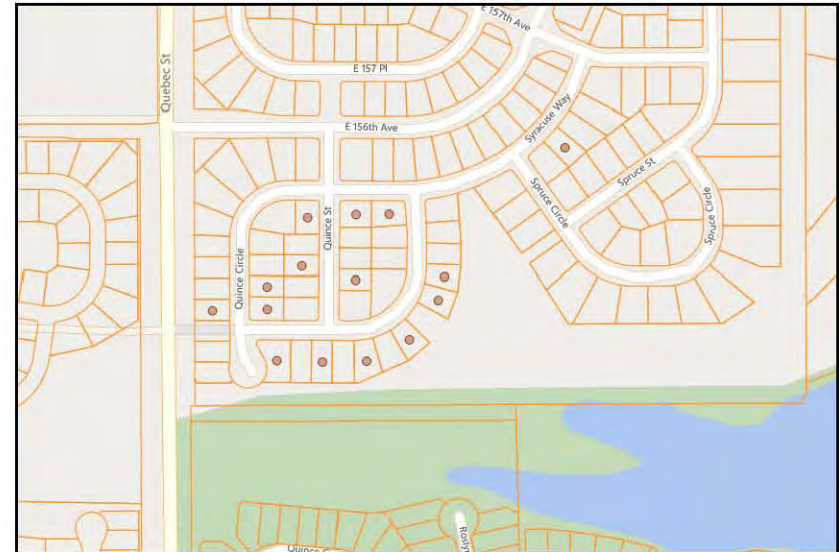 E 157th Ave
Quebec St
E 157 Pl
E 156th Ave
Syracuse Way
Spruce St
Spruce Circle
Spruce Circle
Quince St
Quince Circle